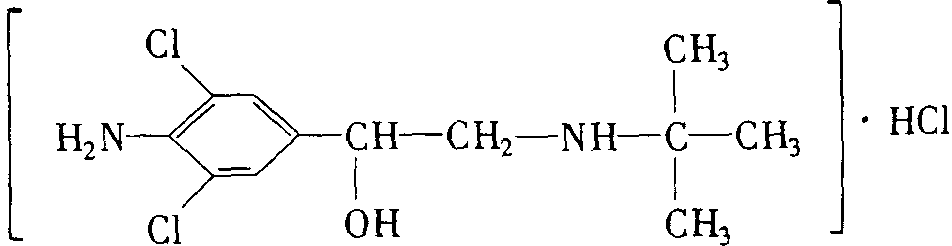 Cl
CH₃
H₂N
CH—CH₂—NH—C—CH₃
· HCl
Cl
OH
CH₃